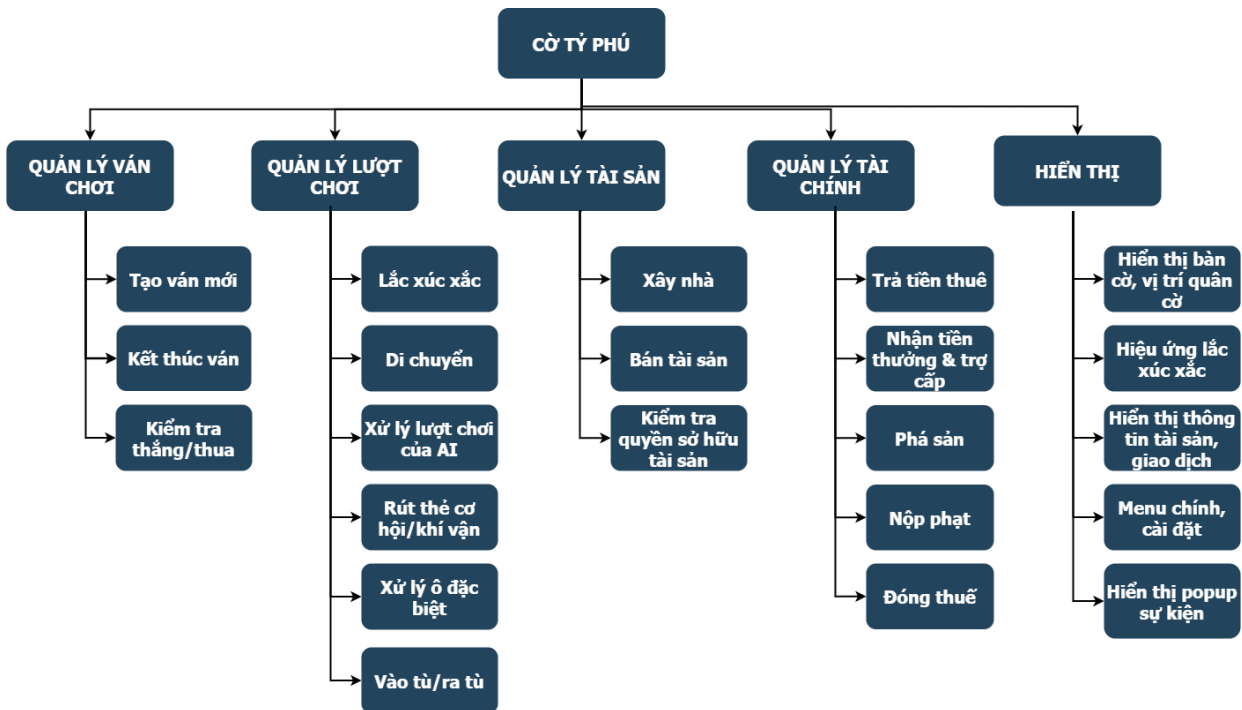 CỜ TỶ PHÚ
QUẢN LÝ VÁN
CHƠI
QUẢN LÝ LƯỢT
CHƠI
QUẢN LÝ TÀI SẢN
QUẢN LÝ TÀI
CHÍNH
HIỂN THỊ
Tạo ván mới
Kết thúc ván
Kiểm tra
thắng/thua
Lắc xúc xắc
Di chuyển
Xử lý lượt chơi
của AI
Rút thẻ cơ
hội/khí vận
Xử lý ô đặc
biệt
Vào tù/ra tù
Xây nhà
Bán tài sản
Kiểm tra
quyền sở hữu
tài sản
Trả tiền thuê
Nhận tiền
thưởng & trợ
cấp
Phá sản
Nộp phạt
Đóng thuế
Hiển thị bàn
cờ, vị trí quân
cờ
Hiệu ứng lắc
xúc xắc
Hiển thị thông
tin tài sản,
giao dịch
Menu chính,
cài đặt
Hiển thị popup
sự kiện